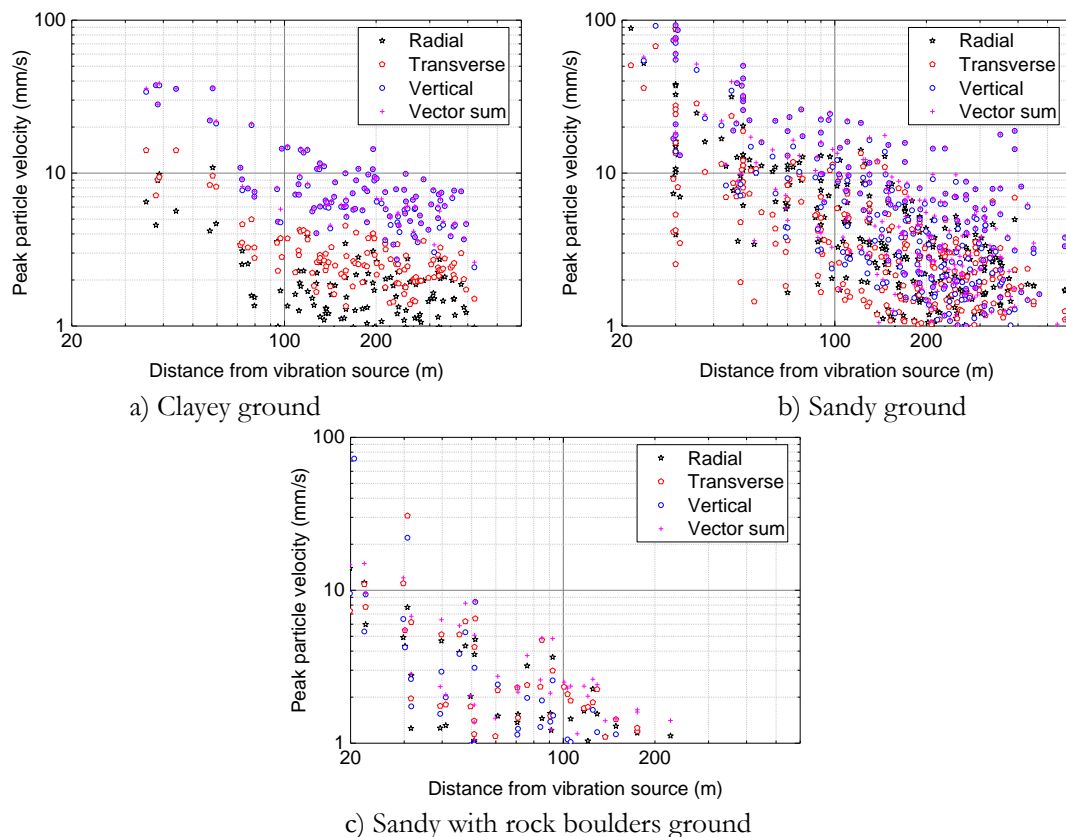 100
10
1
Peak particle velocity (mm/s)
Radial
Transverse
Vertical
Vector sum
20
100
200
Distance from vibration source (m)
a) Clayey ground
100
10
1
Peak particle velocity (mm/s)
Radial
Transverse
Vertical
Vector sum
20
100
200
Distance from vibration source (m)
b) Sandy ground
100
10
1
Peak particle velocity (mm/s)
Radial
Transverse
Vertical
Vector sum
20
100
200
Distance from vibration source (m)
c) Sandy with rock boulders ground